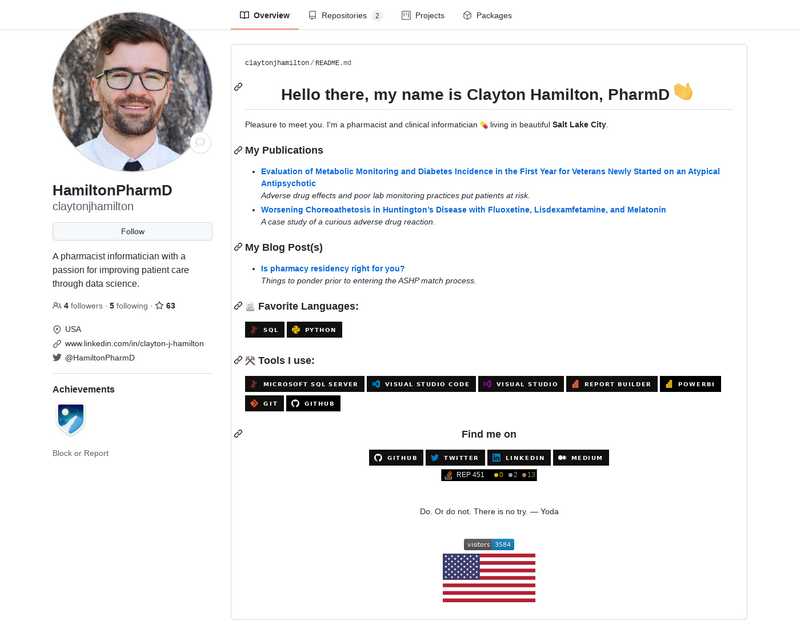 Overview
Repositories 2
Projects
Packages
HamiltonPharmD
claytonjhamilton
Follow
A pharmacist informatician with a
passion for improving patient care
through data science.
4 followers · 5 following · 63
USA
www.linkedin.com/in/clayton-j-hamilton
@HamiltonPharmD
Achievements
Block or Report
claytonjhamilton / README.md
Hello there, my name is Clayton Hamilton, PharmD
Pleasure to meet you. I'm a pharmacist and clinical informatician living in beautiful Salt Lake City.
My Publications
Evaluation of Metabolic Monitoring and Diabetes Incidence in the First Year for Veterans Newly Started on an Atypical
Antipsychotic
Adverse drug effects and poor lab monitoring practices put patients at risk.
Worsening Choreoathetosis in Huntington's Disease with Fluoxetine, Lisdexamfetamine, and Melatonin
A case study of a curious adverse drug reaction.
My Blog Post(s)
Is pharmacy residency right for you?
Things to ponder prior to entering the ASHP match process.
Favorite Languages:
SQL PYTHON
Tools I use:
MICROSOFT SQL SERVER VISUAL STUDIO CODE VISUAL STUDIO REPORT BUILDER POWERBI
GIT GITHUB
Find me on
GITHUB TWITTER LINKEDIN MEDIUM
REP 451 0 2 13
Do. Or do not. There is no try. — Yoda
visitors 3584